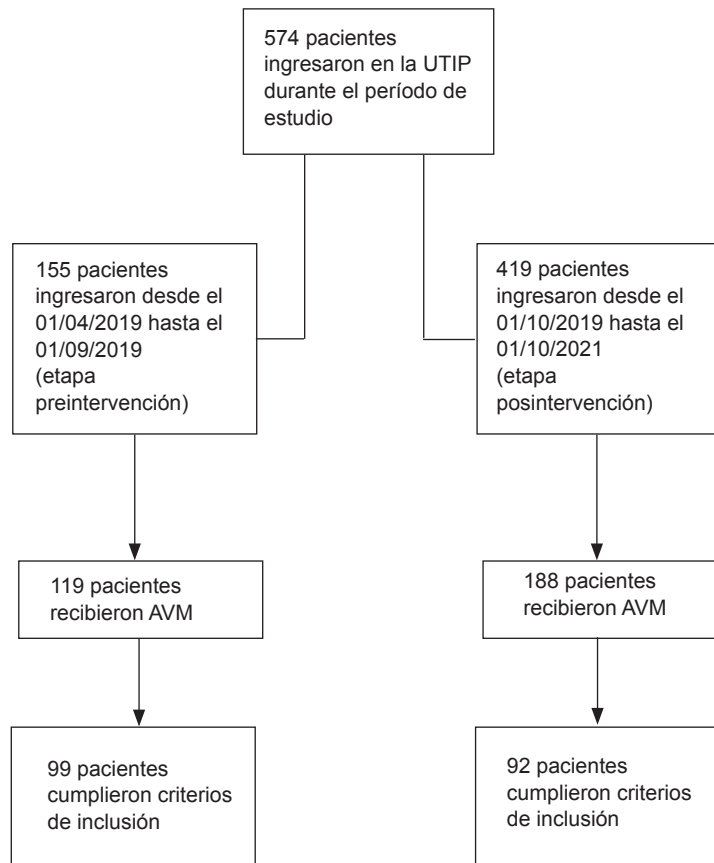 574 pacientes
ingresaron en la UTIP
durante el período de
estudio
155 pacientes
ingresaron desde el
01/04/2019 hasta el
01/09/2019
(etapa
preintervención)
419 pacientes
ingresaron desde el
01/10/2019 hasta el
01/10/2021
(etapa
posintervención)
119 pacientes
recibieron AVM
188 pacientes
recibieron AVM
99 pacientes
cumplieron criterios
de inclusión
92 pacientes
cumplieron criterios
de inclusión